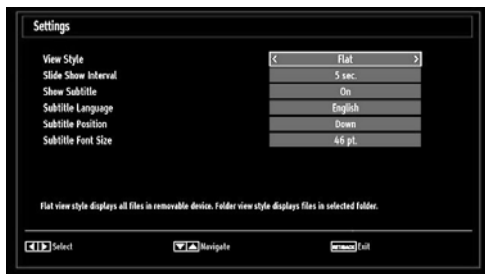 Settings
View Style < Flat >
Slide Show Interval 5 sec.
Show Subtitle On
Subtitle Language English
Subtitle Position Down
Subtitle Font Size 46 pt.
Flat view style displays all files in removable device. Folder view style displays files in selected folder.
Select Navigate RET/BACK Exit